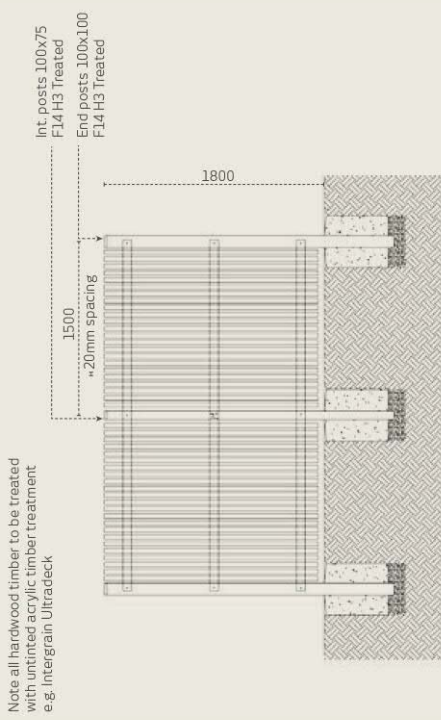 Note all hardwood timber to be treated
with untinted acrylic timber treatment
e.g. Intergrain Ultradeck
Int. posts 100x75
F14 H3 Treated
End posts 100x100
F14 H3 Treated
1500
≈20mm spacing
1800